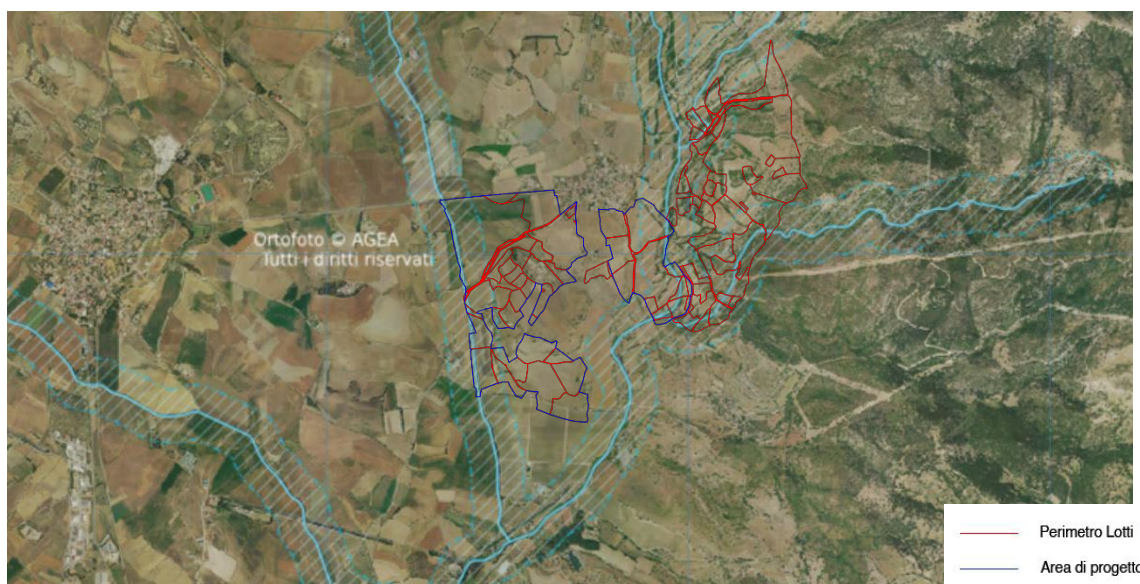 Ortofoto © AGEA
Tutti i diritti riservati
Perimetro Lotti
Area di progetto